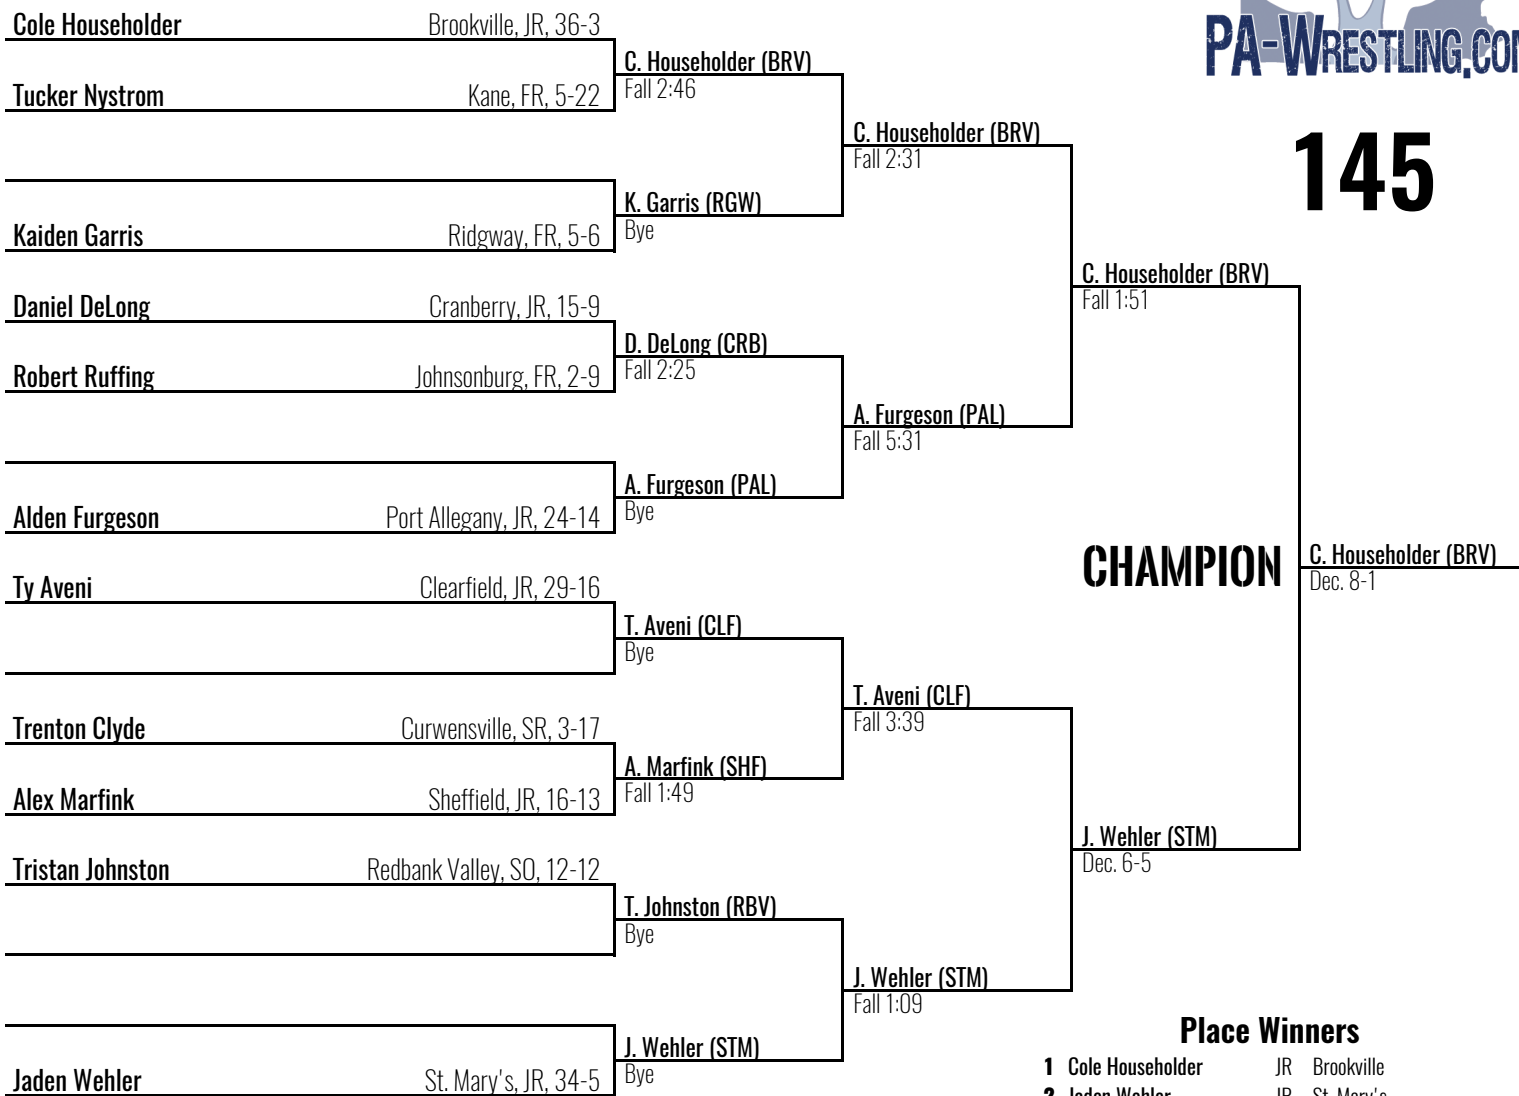 PA-WRESTLING.CO
145
Cole Householder Brookville, JR, 36-3
Tucker Nystrom Kane, FR, 5-22
Kaiden Garris Ridgway, FR, 5-6
Daniel DeLong Cranberry, JR, 15-9
Robert Ruffing Johnsonburg, FR, 2-9
Alden Furgeson Port Allegany, JR, 24-14
Ty Aveni Clearfield, JR, 29-16
Trenton Clyde Curwensville, SR, 3-17
Alex Marfink Sheffield, JR, 16-13
Tristan Johnston Redbank Valley, SO, 12-12
Jaden Wehler St. Mary's, JR, 34-5
C. Householder (BRV)
Fall 2:46
K. Garris (RGW)
Bye
D. DeLong (CRB)
Fall 2:25
A. Furgeson (PAL)
Bye
T. Aveni (CLF)
Bye
A. Marfink (SHF)
Fall 1:49
T. Johnston (RBV)
Bye
J. Wehler (STM)
Bye
C. Householder (BRV)
Fall 2:31
A. Furgeson (PAL)
Fall 5:31
T. Aveni (CLF)
Fall 3:39
J. Wehler (STM)
Fall 1:09
C. Householder (BRV)
Fall 1:51
J. Wehler (STM)
Dec. 6-5
CHAMPION
C. Householder (BRV)
Dec. 8-1
Place Winners
1 Cole Householder JR Brookville
2 Jaden Wehler JR St. Mary's